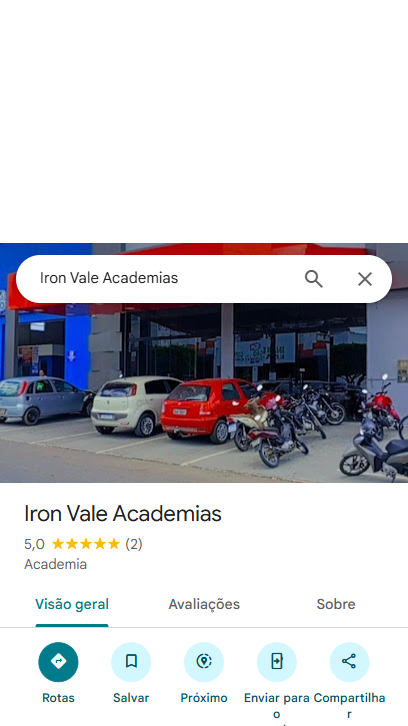 Iron Vale Academias
Iron Vale Academias
5,0 (2)
Academia
Visão geral
Avaliações
Sobre
Rotas
Salvar
Próximo
Enviar para
o
Compartilha
r